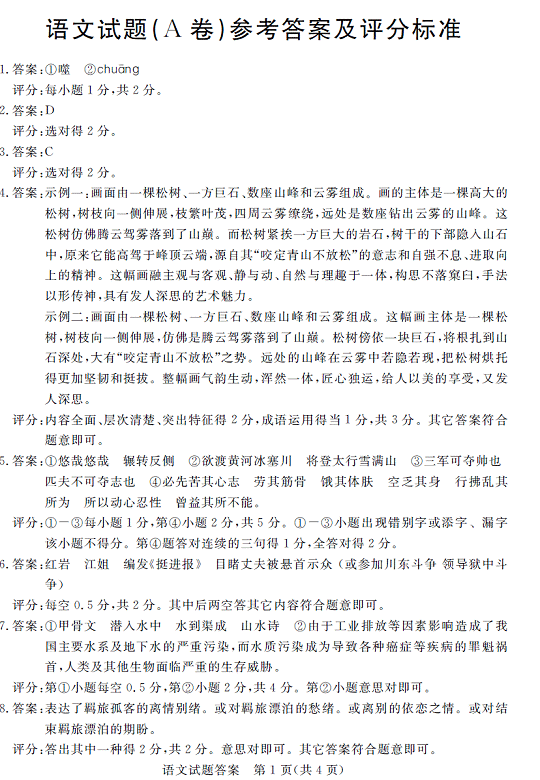 语文试题(A 卷)参考答案及评分标准
1. 答案:①噬 ②chuāng
评分:每小题 1 分,共 2 分。
2. 答案:D
评分:选对得 2 分。
3. 答案:C
评分:选对得 2 分。
4. 答案:示例一:画面由一棵松树、一方巨石、数座山峰和云雾组成。画的主体是一棵高大的
松树,树枝向一侧伸展,枝繁叶茂,四周云雾缭绕,远处是数座钻出云雾的山峰。这
松树仿佛腾云驾雾落到了山巅。而松树紧挨一方巨大的岩石,树干的下部隐入山石
中,原来它能高驾于峰顶云端,源自其“咬定青山不放松”的意志和自强不息、进取向
上的精神。这幅画融主观与客观、静与动、自然与理趣于一体,构思不落窠臼,手法
以形传神,具有发人深思的艺术魅力。
示例二:画面由一棵松树、一方巨石、数座山峰和云雾组成。这幅画主体是一棵松
树,树枝向一侧伸展,仿佛是腾云驾雾落到了山巅。松树傍依一块巨石,将根扎到山
石深处,大有“咬定青山不放松”之势。远处的山峰在云雾中若隐若现,把松树烘托
得更加坚韧和挺拔。整幅画气韵生动,浑然一体,匠心独运,给人以美的享受,又发
人深思。
评分:内容全面、层次清楚、突出特征得 2 分,成语运用得当 1 分,共 3 分。其它答案符合
题意即可。
5. 答案:①悠哉悠哉 辗转反侧 ②欲渡黄河冰塞川 将登太行雪满山 ③三军可夺帅也
匹夫不可夺志也 ④必先苦其心志 劳其筋骨 饿其体肤 空乏其身 行拂乱其
所为 所以动心忍性 曾益其所不能。
评分:①-③每小题 1 分,第④小题 2 分,共 5 分。①-③小题出现错别字或添字、漏字
该小题不得分。第④题答对连续的三句得 1 分,全答对得 2 分。
6. 答案:红岩 江姐 编发《挺进报》 目睹丈夫被悬首示众(或参加川东斗争 领导狱中斗
争)
评分:每空 0.5 分,共 2 分。其中后两空答其它内容符合题意即可。
7. 答案:①甲骨文 潜入水中 水到渠成 山水诗 ②由于工业排放等因素影响造成了我
国主要水系及地下水的严重污染,而水质污染成为导致各种癌症等疾病的罪魁祸
首,人类及其他生物面临严重的生存威胁。
评分:第①小题每空 0.5 分,第②小题 2 分,共 4 分。第②小题意思对即可。
8. 答案:表达了羁旅孤客的离情别绪。或对羁旅漂泊的愁绪。或离别的依恋之情。或对结
束羁旅漂泊的期盼。
评分:答出其中一种得 2 分,共 2 分。意思对即可。其它答案符合题意即可。
语文试题答案 第 1 页(共 4 页)